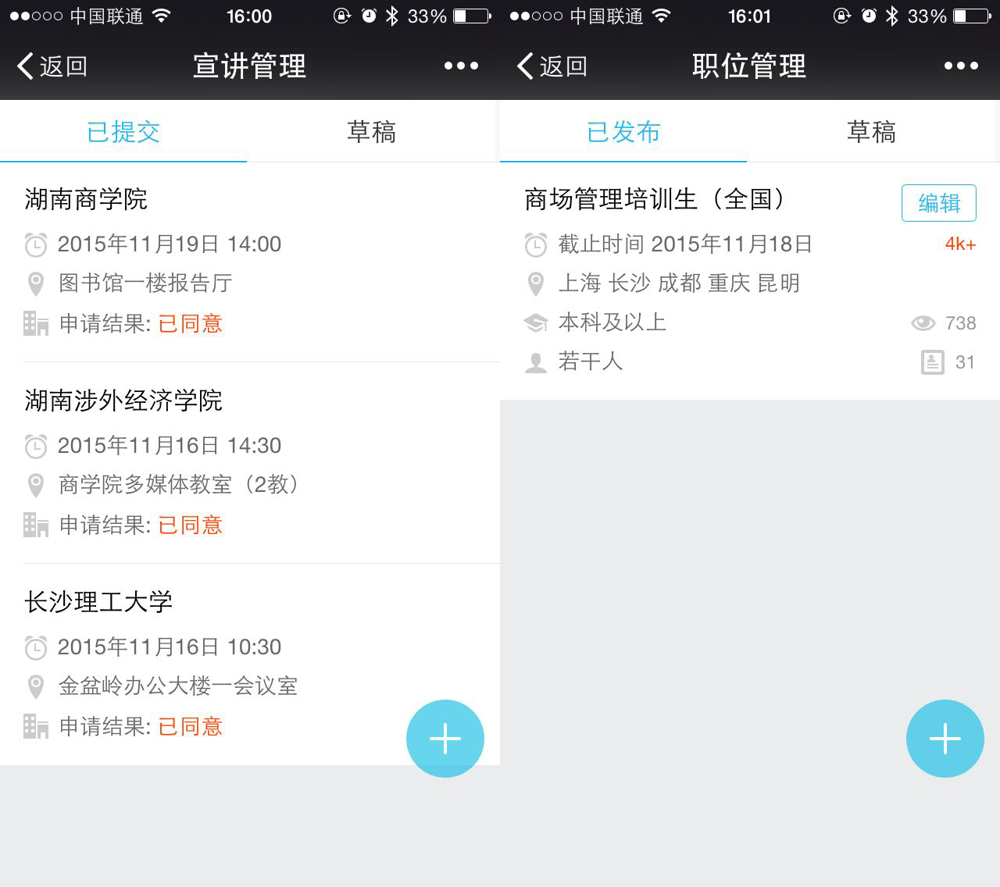 中国联通 16:00 33%
返回 宣讲管理
已提交 草稿
湖南商学院
2015年11月19日 14:00
图书馆一楼报告厅
申请结果: 已同意
湖南涉外经济学院
2015年11月16日 14:30
商学院多媒体教室（2教）
申请结果: 已同意
长沙理工大学
2015年11月16日 10:30
金盆岭办公大楼一会议室
申请结果: 已同意
中国联通 16:01 33%
返回 职位管理
已发布 草稿
商场管理培训生（全国） 编辑
截止时间 2015年11月18日 4k+
上海 长沙 成都 重庆 昆明
本科及以上 738
若干人 31